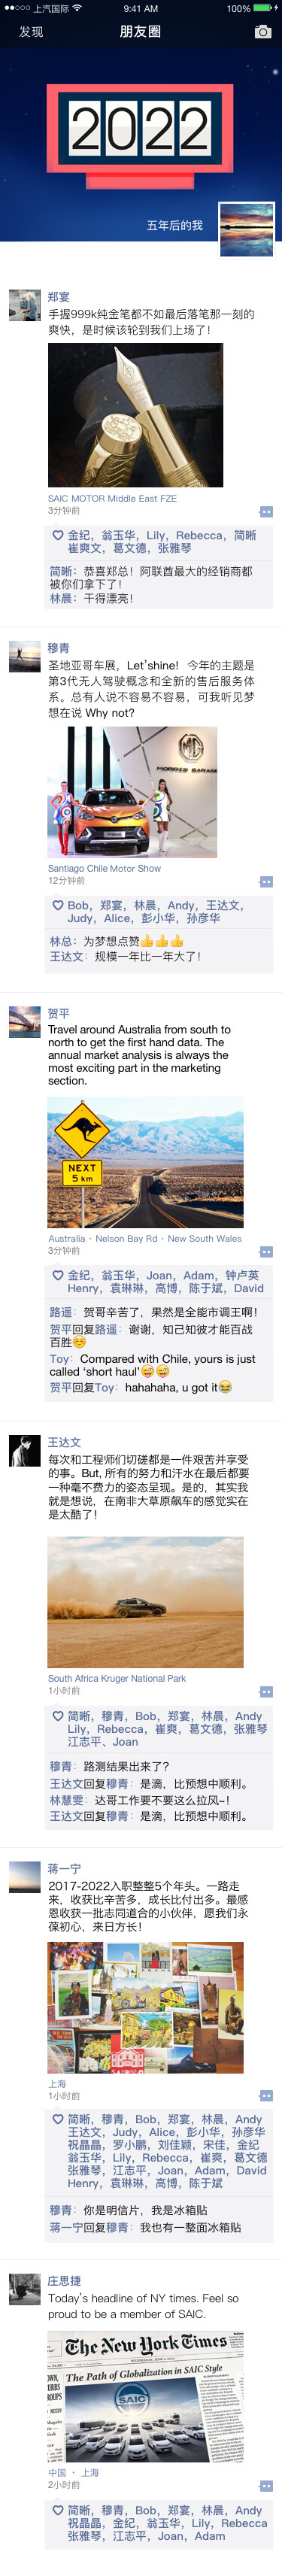 上汽国际 9:41 AM 100%
发现 朋友圈
2022
五年后的我
郑宴
手握999k纯金笔都不如最后落笔那一刻的
爽快，是时候该轮到我们上场了！
SAIC MOTOR Middle East FZE
3分钟前
金纪，翁玉华，Lily，Rebecca，简晰
崔爽文，葛文德，张雅琴
简晰：恭喜郑总！阿联酋最大的经销商都
被你们拿下了！
林晨：干得漂亮！
穆青
圣地亚哥车展，Let'shine！今年的主题是
第3代无人驾驶概念和全新的售后服务体
系。总有人说不容易不容易，可我听见梦
想在说 Why not?
MG
MORRIS GARAGES
Santiago Chile Motor Show
12分钟前
Bob，郑宴，林晨，Andy，王达文，
Judy，Alice，彭小华，孙彦华
林总：为梦想点赞👍👍👍
王达文：规模一年比一年大了！
贺平
Travel around Australia from south to
north to get the first hand data. The
annual market analysis is always the
most exciting part in the marketing
section.
NEXT
5 km
Australia · Nelson Bay Rd · New South Wales
3分钟前
金纪，翁玉华，Joan，Adam，钟卢英
Henry，袁琳琳，高博，陈于斌，David
路遥：贺哥辛苦了，果然是全能市调王啊！
贺平回复路遥：谢谢，知己知彼才能百战
百胜☺️
Toy：Compared with Chile, yours is just
called 'short haul'😜😜
贺平回复Toy：hahahaha, u got it😂
王达文
每次和工程师们切磋都是一件艰苦并享受
的事。But, 所有的努力和汗水在最后都要
一种毫不费力的姿态呈现。是的，其实我
就是想说，在南非大草原飙车的感觉实在
是太酷了！
South Africa Kruger National Park
1小时前
简晰，穆青，Bob，郑宴，林晨，Andy
Lily，Rebecca，崔爽，葛文德，张雅琴
江志平、Joan
穆青：路测结果出来了？
王达文回复穆青：是滴，比预想中顺利。
林慧雯：达哥工作要不要这么拉风~！
王达文回复穆青：是滴，比预想中顺利。
蒋一宁
2017-2022入职整整5个年头。一路走
来，收获比辛苦多，成长比付出多。最感
恩收获一批志同道合的小伙伴，愿我们永
葆初心，来日方长！
上海
1小时前
简晰，穆青，Bob，郑宴，林晨，Andy
王达文，Judy，Alice，彭小华，孙彦华
祝晶晶，罗小鹏，刘佳颖，宋佳，金纪
翁玉华，Lily，Rebecca，崔爽，葛文德
张雅琴，江志平，Joan，Adam，David
Henry，袁琳琳，高博，陈于斌
穆青：你是明信片，我是冰箱贴
蒋一宁回复穆青：我也有一整面冰箱贴
庄思捷
Today's headline of NY times. Feel so
proud to be a member of SAIC.
The New York Times
The Path of Globalization in SAIC Style
SAIC
中国 · 上海
2小时前
简晰，穆青，Bob，郑宴，林晨，Andy
祝晶晶，金纪，翁玉华，Lily，Rebecca
张雅琴，江志平，Joan，Adam